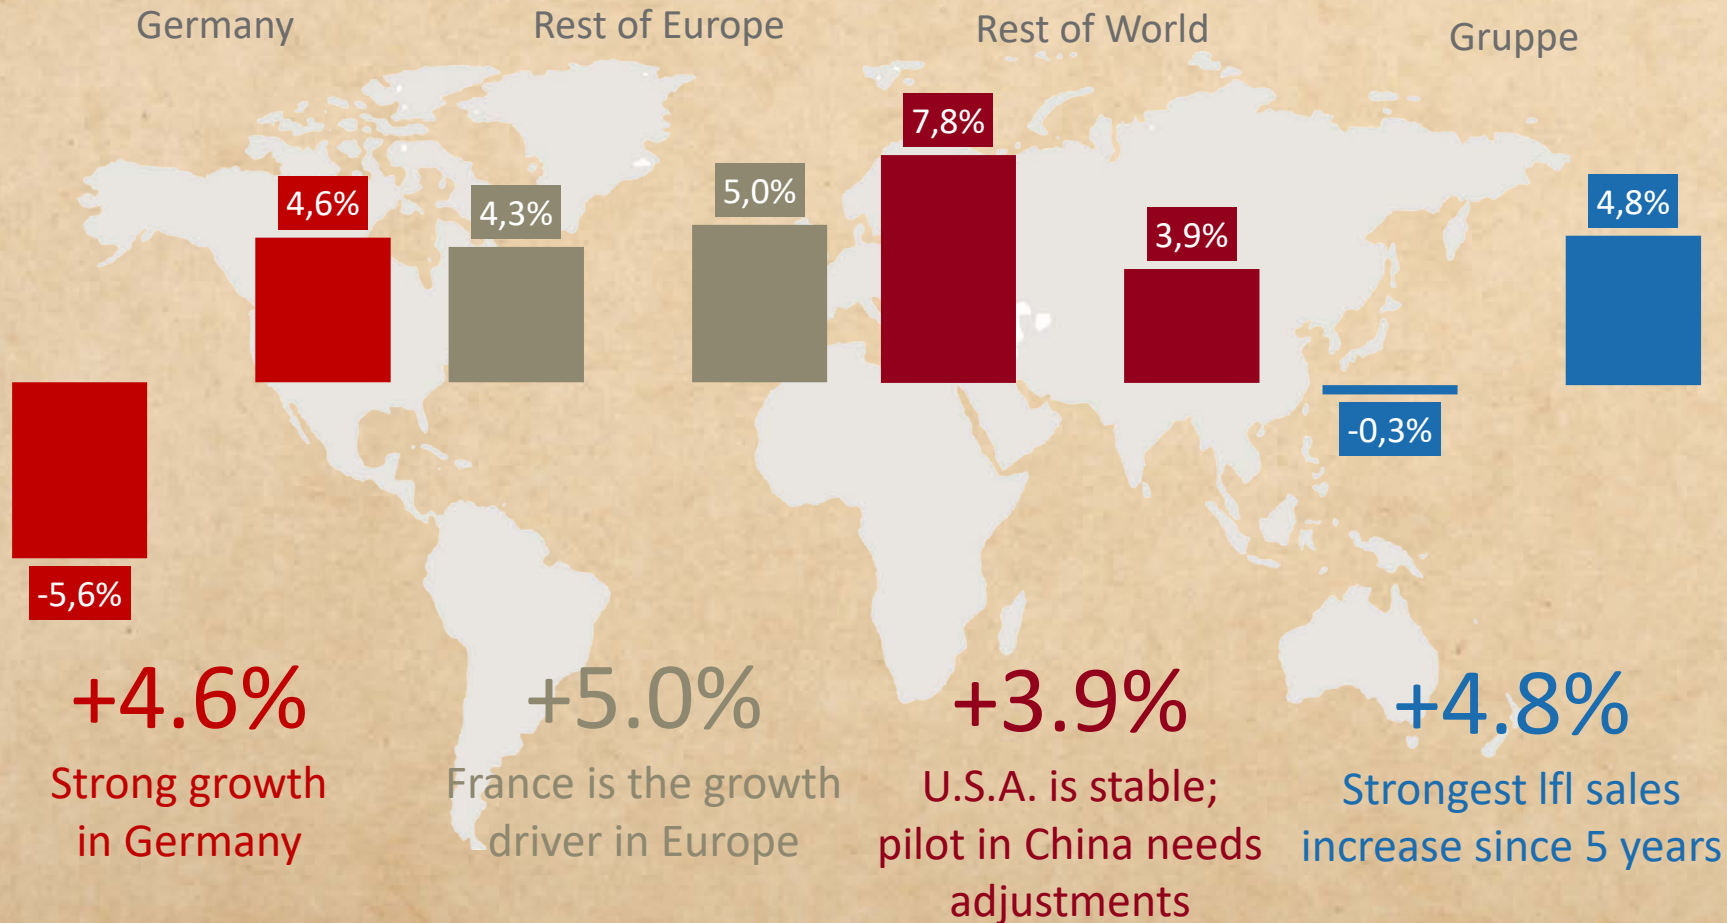 Germany
Rest of Europe
Rest of World
Gruppe
7,8%
4,6%
4,3%
5,0%
3,9%
4,8%
-0,3%
-5,6%
+4.6%
Strong growth
in Germany
+5.0%
France is the growth
driver in Europe
+3.9%
U.S.A. is stable;
pilot in China needs
adjustments
+4.8%
Strongest lfl sales
increase since 5 years